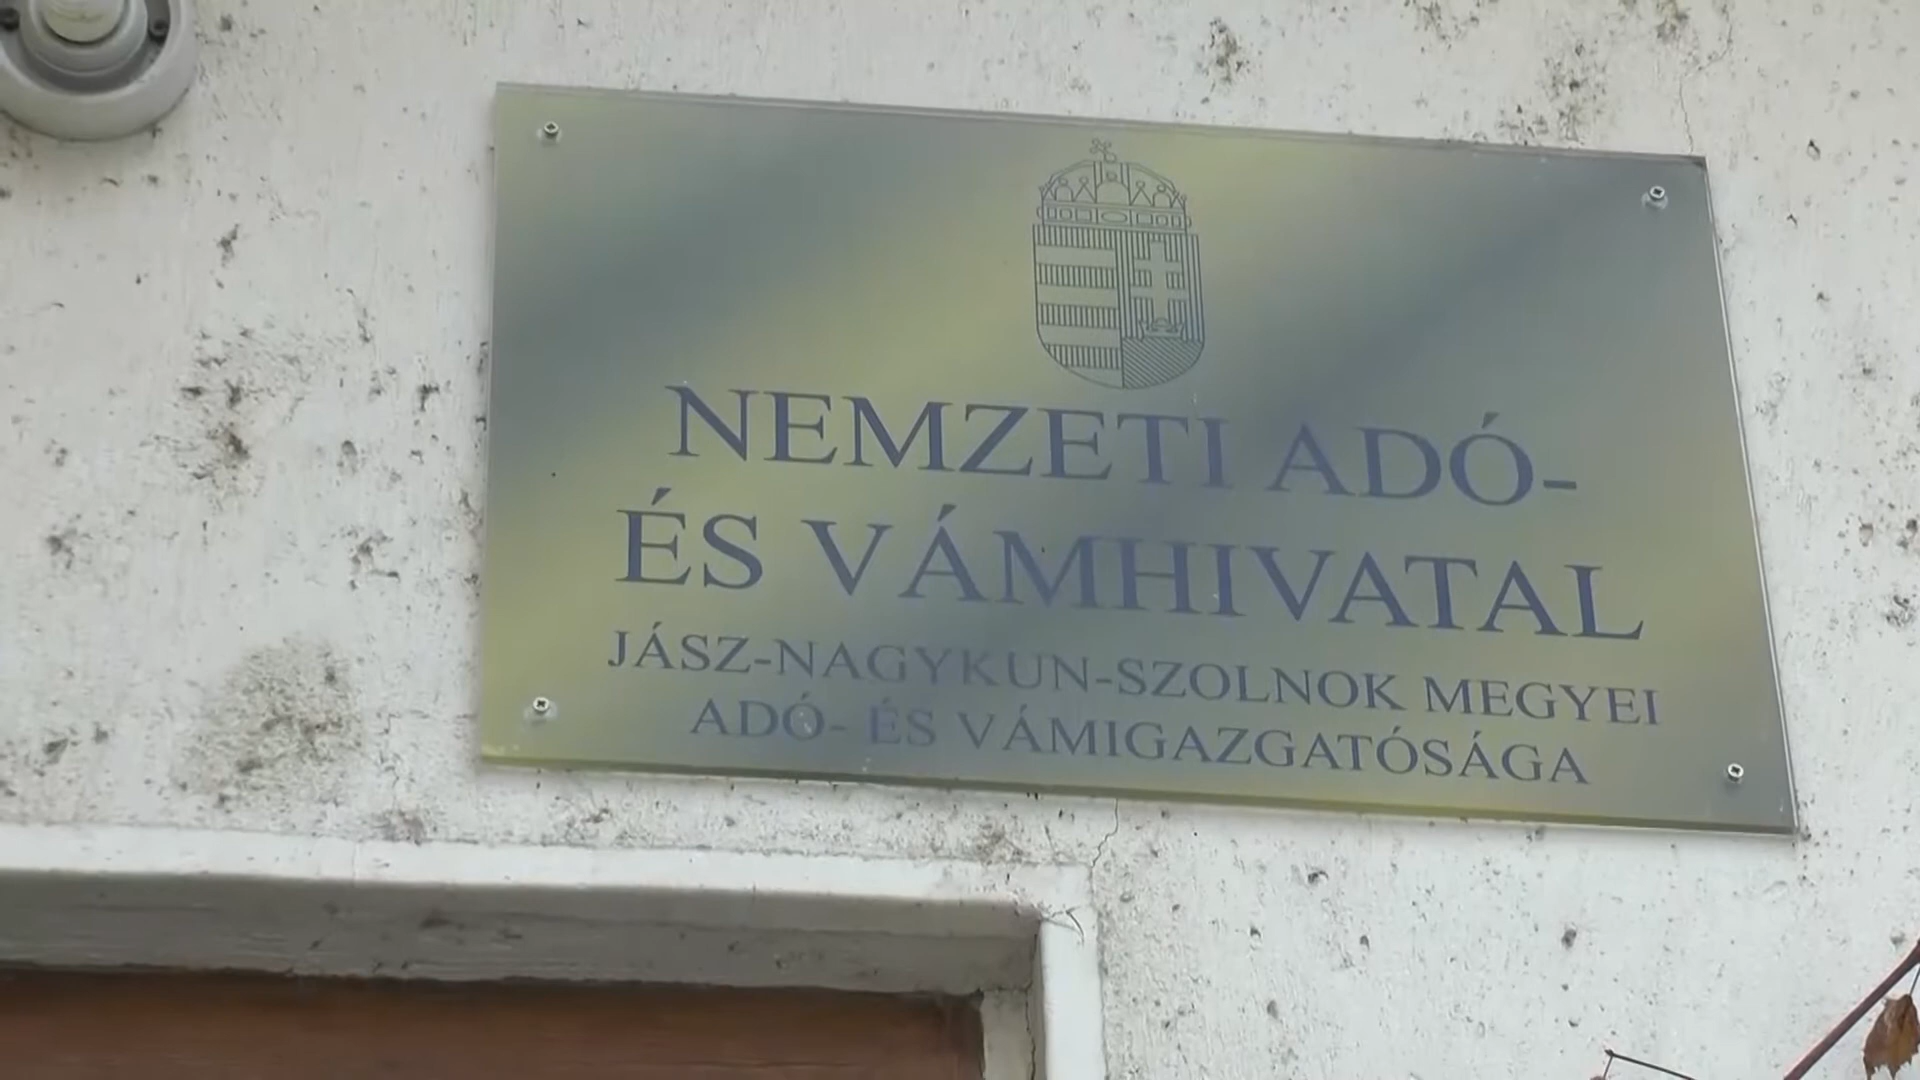 NEMZETI ADÓ-
ÉS VÁMHIVATAL
JÁSZ-NAGYKUN-SZOLNOK MEGYEI
ADÓ- ÉS VÁMIGAZGATÓSÁGA